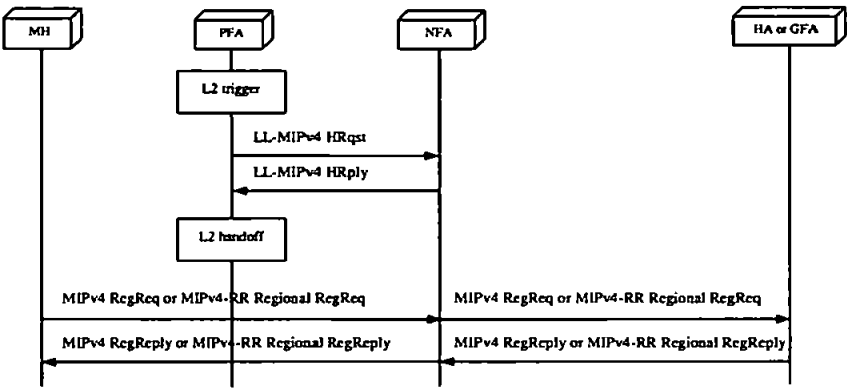 MH
PFA
NFA
HA or GFA
L2 trigger
LL-MIPv4 HRqst
LL-MIPv4 HRply
L2 handoff
MIPv4 RegReq or MIPv4-RR Regional RegReq
MIPv4 RegReq or MIPv4-RR Regional RegReq
MIPv4 RegReply or MIPv4-RR Regional RegReply
MIPv4 RegReply or MIPv4-RR Regional RegReply